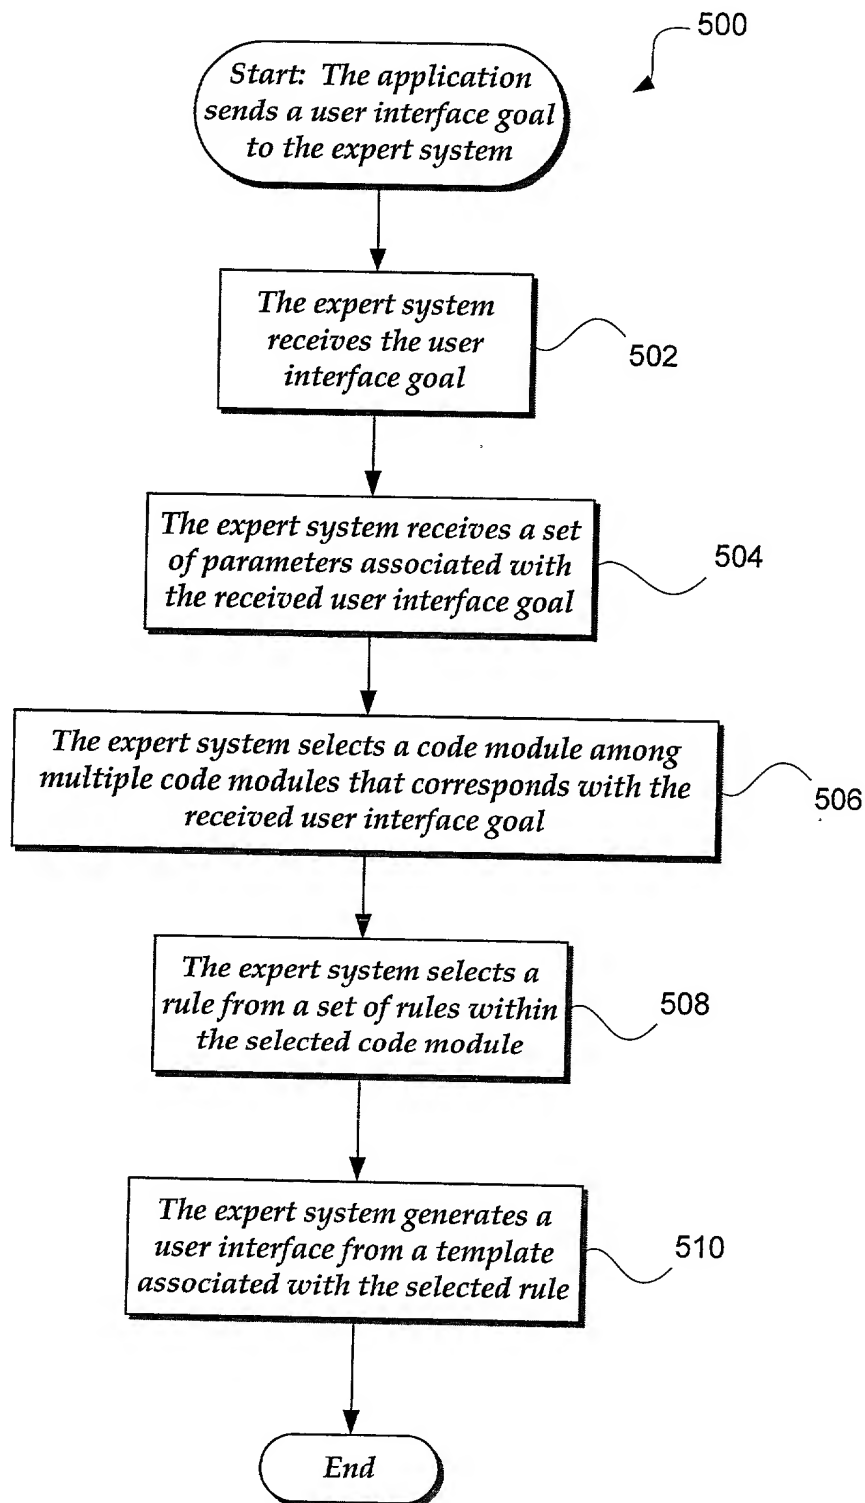 500
Start: The application
sends a user interface goal
to the expert system
The expert system
receives the user
interface goal
502
The expert system receives a set
of parameters associated with
the received user interface goal
504
The expert system selects a code module among
multiple code modules that corresponds with the
received user interface goal
506
The expert system selects a
rule from a set of rules within
the selected code module
508
The expert system generates a
user interface from a template
associated with the selected rule
510
End